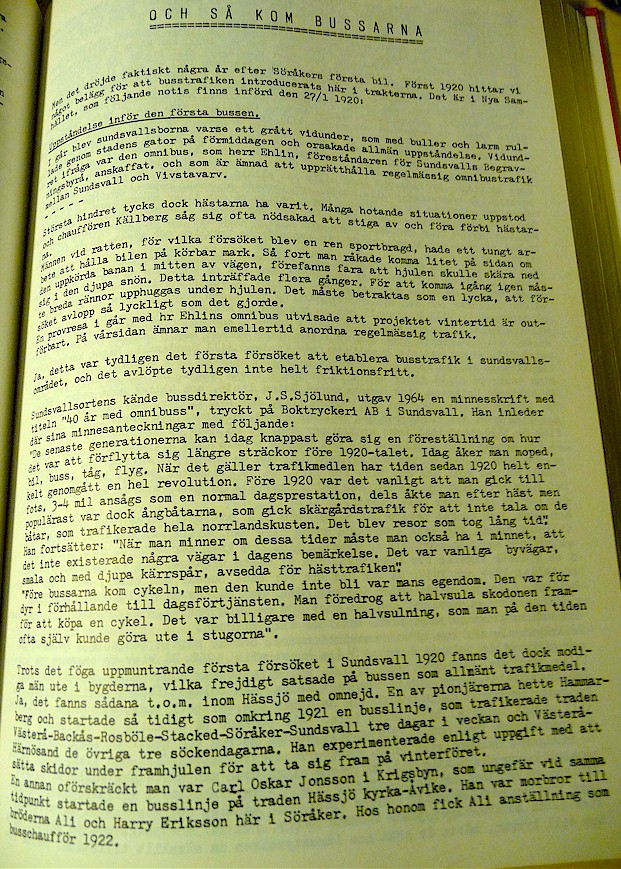 OCH SÅ KOM BUSSARNA
Men det dröjde faktiskt några år efter Söråkers första bil. Först 1920 hittar vi
något belägg för att busstrafiken introducerats här i trakterna. Det är i Nya Sam-
hället, som följande notis finns införd den 27/1 1920:
Uppståndelse inför den första bussen.
I går blev sundsvallsborna varse ett grått vidunder, som med buller och larm rul-
lade genom stadens gator på förmiddagen och orsakade allmän uppståndelse. Vidund-
ret ifråga var den omnibus, som herr Ehlin, föreståndaren för Sundsvalls Begrav-
ningsbyrå, anskaffat, och som är ämnad att upprätthålla regelmässig omnibustrafik
mellan Sundsvall och Vivstavarv.
- - - - -
Största hindret tycks dock hästarna ha varit. Många hotande situationer uppstod
och chauffören Källberg såg sig ofta nödsakad att stiga av och föra förbi hästar-
na.
Männen vid ratten, för vilka försöket blev en ren sportbragd, hade ett tungt ar-
bete att hålla bilen på körbar mark. Så fort man råkade komma litet på sidan om
den uppkörda banan i mitten av vägen, förefanns fara att hjulen skulle skära ned
sig i den djupa snön. Detta inträffade flera gånger. För att komma igång igen mås-
te breda rännor upphuggas under hjulen. Det måste betraktas som en lycka, att för-
söket avlopp så lyckligt som det gjorde.
En provresa i går med hr Ehlins omnibus utvisade att projektet vintertid är out-
förbart. På vårsidan ämnar man emellertid anordna regelmässig trafik.
Ja, detta var tydligen det första försöket att etablera busstrafik i sundsvalls-
området, och det avlöpte tydligen inte helt friktionsfritt.
Sundsvallsortens kände bussdirektör, J.S.Sjölund, utgav 1964 en minnesskrift med
titeln "40 år med omnibuss", tryckt på Boktryckeri AB i Sundsvall. Han inleder
där sina minnesanteckningar med följande:
"De senaste generationerna kan idag knappast göra sig en föreställning om hur
det var att förflytta sig längre sträckor före 1920-talet. Idag åker man moped,
bil, buss, tåg, flyg. När det gäller trafikmedlen har tiden sedan 1920 helt en-
kelt genomgått en hel revolution. Före 1920 var det vanligt att man gick till
fots, 3-4 mil ansågs som en normal dagsprestation, dels åkte man efter häst men
populärast var dock ångbåtarna, som gick skärgårdstrafik för att inte tala om de
båtar, som trafikerade hela norrlandskusten. Det blev resor som tog lång tid".
Han fortsätter: "När man minner om dessa tider måste man också ha i minnet, att
det inte existerade några vägar i dagens bemärkelse. Det var vanliga byvägar,
smala och med djupa kärrspår, avsedda för hästtrafiken".
"Före bussarna kom cykeln, men den kunde inte bli var mans egendom. Den var för
dyr i förhållande till dagsförtjänsten. Man föredrog att halvsula skodonen fram-
för att köpa en cykel. Det var billigare med en halvsulning, som man på den tiden
ofta själv kunde göra ute i stugorna".
Trots det föga uppmuntrande första försöket i Sundsvall 1920 fanns det dock modi-
ga män ute i bygderna, vilka frejdigt satsade på bussen som allmänt trafikmedel.
Ja, det fanns sådana t.o.m. inom Hässjö med omnejd. En av pionjärerna hette Hammar-
berg och startade så tidigt som omkring 1921 en busslinje, som trafikerade traden
Västerå-Backås-Rosböle-Stacked-Söråker-Sundsvall tre dagar i veckan och Västerå-
Härnösand de övriga tre söckendagarna. Han experimenterade enligt uppgift med att
sätta skidor under framhjulen för att ta sig fram på vinterföret.
En annan oförskräckt man var Carl Oskar Jonsson i Krigsbyn, som ungefär vid samma
tidpunkt startade en busslinje på traden Hässjö kyrka-Åvike. Han var morbror till
bröderna Ali och Harry Eriksson här i Söråker. Hos honom fick Ali anställning som
busschaufför 1922.